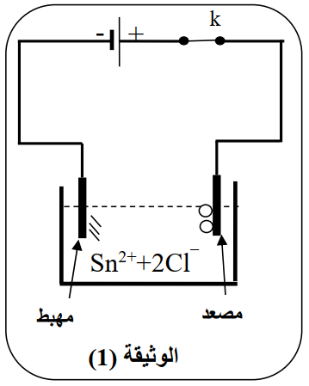 k
- +
Sn²⁺+2Cl⁻
مهبط
مصعد
الوثيقة (1)